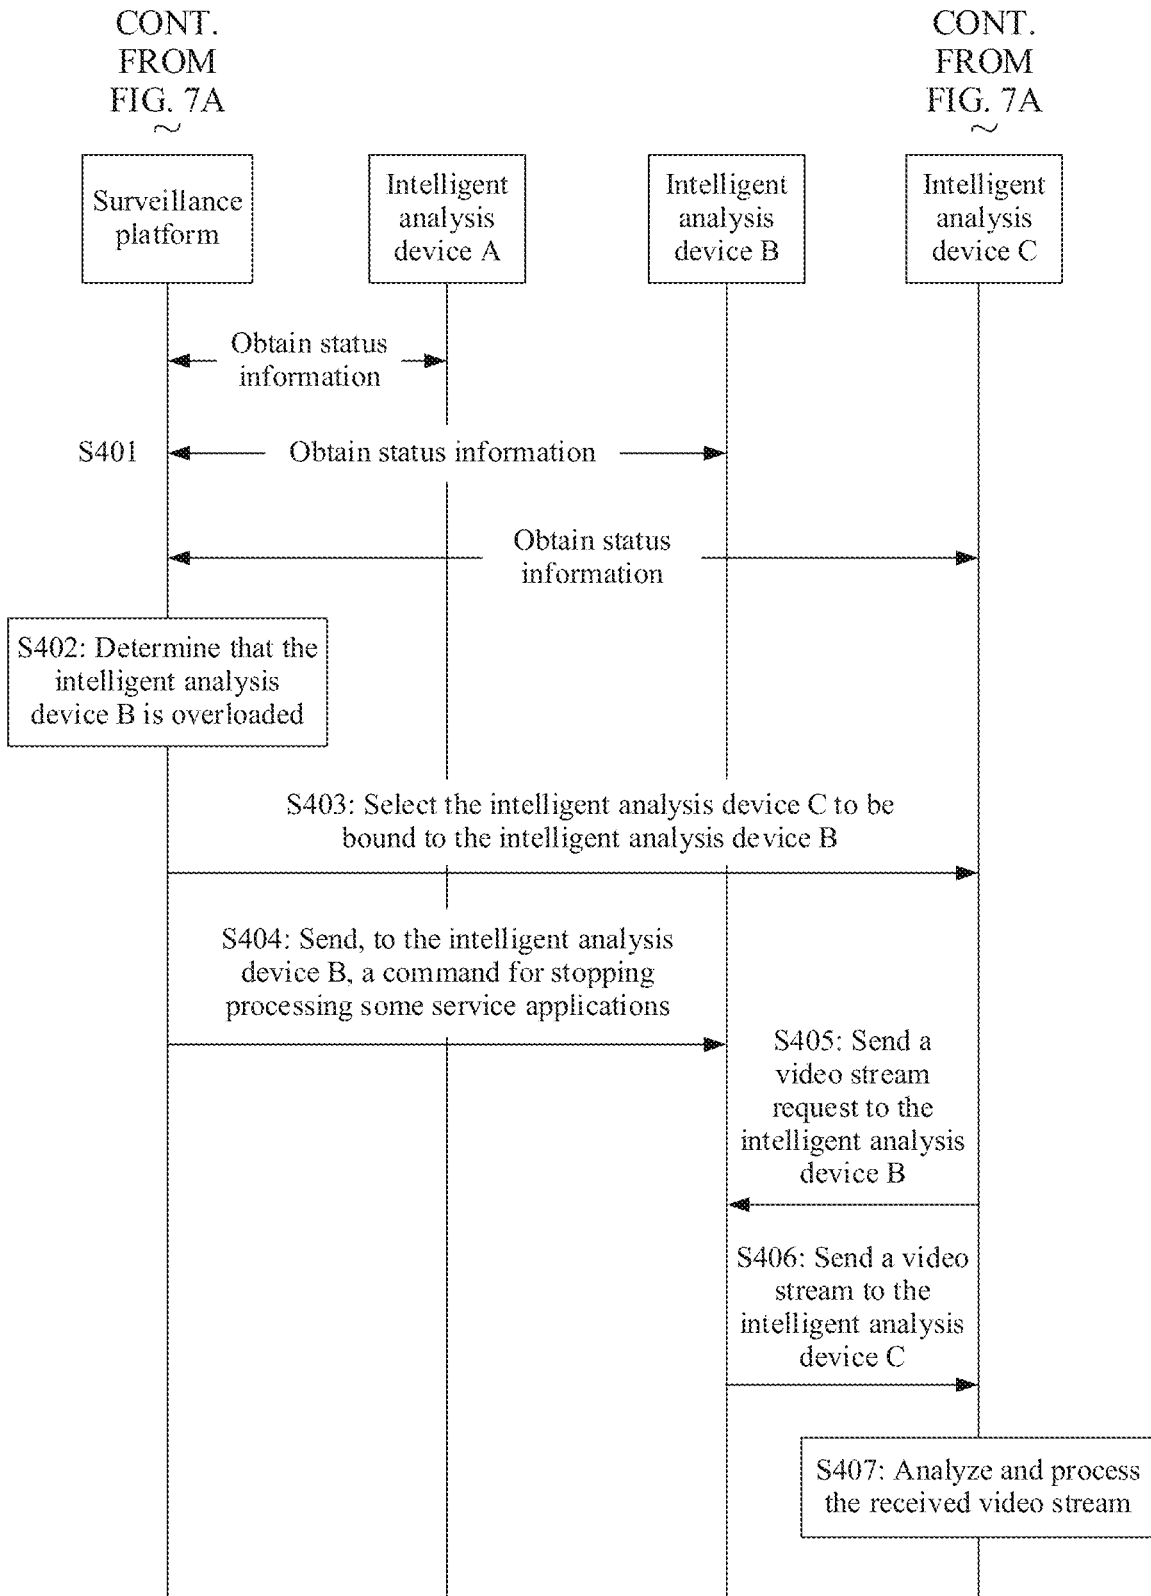 CONT.
FROM
FIG. 7A
~
CONT.
FROM
FIG. 7A
~
Surveillance
platform
Intelligent
analysis
device A
Intelligent
analysis
device B
Intelligent
analysis
device C
Obtain status
information
S401
Obtain status information
Obtain status
information
S402: Determine that the
intelligent analysis
device B is overloaded
S403: Select the intelligent analysis device C to be
bound to the intelligent analysis device B
S404: Send, to the intelligent analysis
device B, a command for stopping
processing some service applications
S405: Send a
video stream
request to the
intelligent analysis
device B
S406: Send a video
stream to the
intelligent analysis
device C
S407: Analyze and process
the received video stream